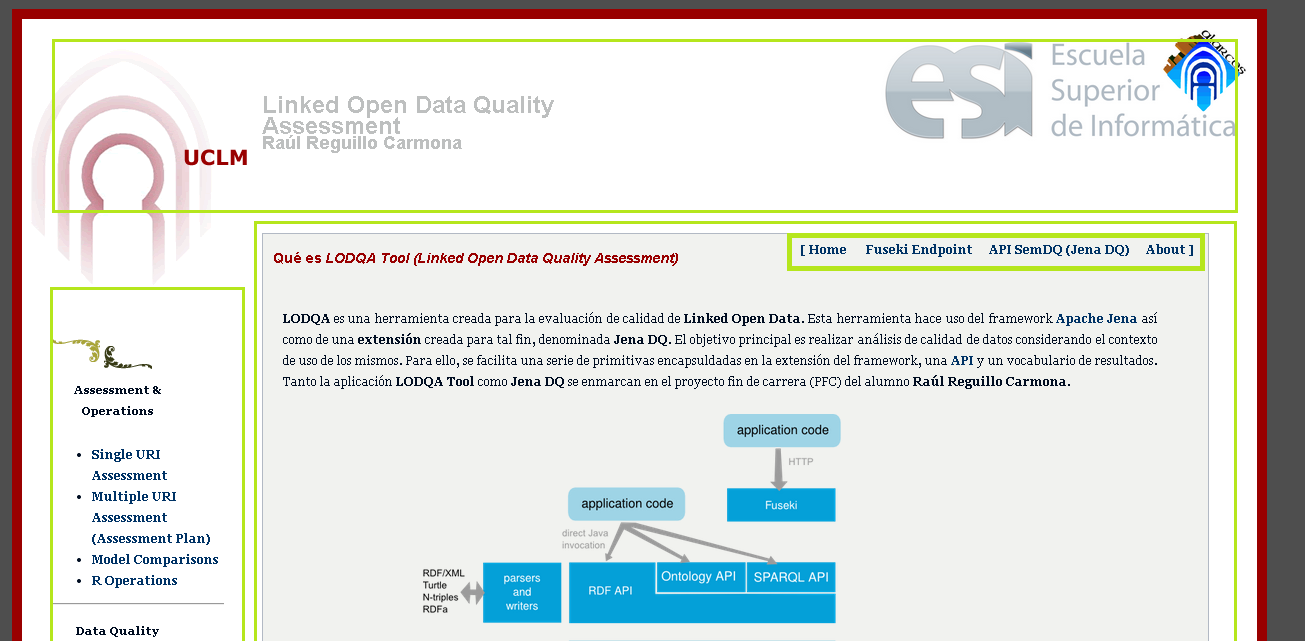 Linked Open Data Quality
Assessment
Raúl Reguillo Carmona
UCLM
esi
Escuela
Superior
de Informática
alarcos
[ Home Fuseki Endpoint API SemDQ (Jena DQ) About ]
Qué es LODQA Tool (Linked Open Data Quality Assessment)
LODQA es una herramienta creada para la evaluación de calidad de Linked Open Data. Esta herramienta hace uso del framework Apache Jena así
como de una extensión creada para tal fin, denominada Jena DQ. El objetivo principal es realizar análisis de calidad de datos considerando el contexto
de uso de los mismos. Para ello, se facilita una serie de primitivas encapsuldadas en la extensión del framework, una API y un vocabulario de resultados.
Tanto la aplicación LODQA Tool como Jena DQ se enmarcan en el proyecto fin de carrera (PFC) del alumno Raúl Reguillo Carmona.
Assessment &
Operations
Single URI
Assessment
Multiple URI
Assessment
(Assessment Plan)
Model Comparisons
R Operations
Data Quality
application code
HTTP
Fuseki
application code
direct Java
invocation
RDF/XML
Turtle
N-triples
RDFa
parsers
and
writers
RDF API
Ontology API
SPARQL API